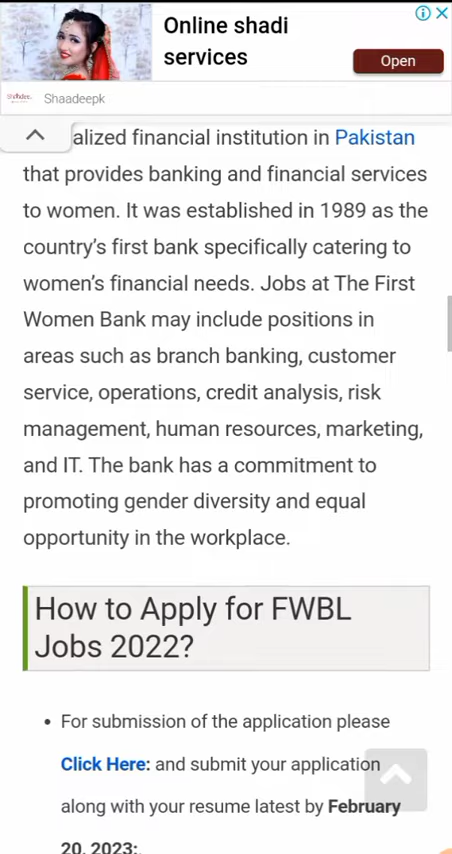 Online shadi
services
Open
Shaadeepk
alized financial institution in Pakistan
that provides banking and financial services
to women. It was established in 1989 as the
country's first bank specifically catering to
women's financial needs. Jobs at The First
Women Bank may include positions in
areas such as branch banking, customer
service, operations, credit analysis, risk
management, human resources, marketing,
and IT. The bank has a commitment to
promoting gender diversity and equal
opportunity in the workplace.
How to Apply for FWBL
Jobs 2022?
• For submission of the application please
Click Here: and submit your application
along with your resume latest by February
20, 2023:.